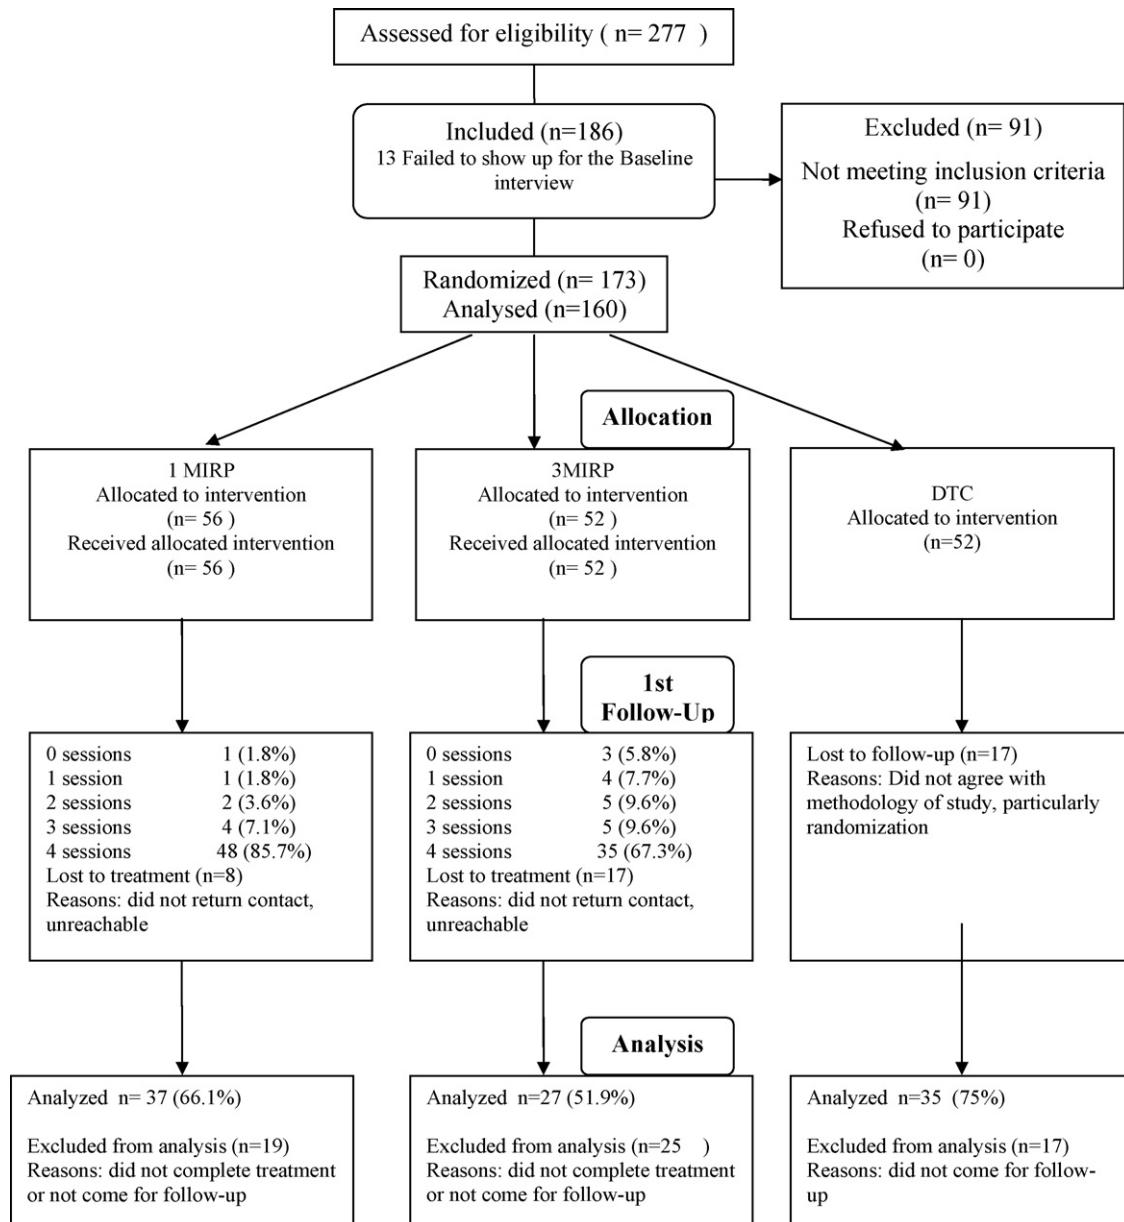 Assessed for eligibility ( n= 277 )
Included (n=186)
13 Failed to show up for the Baseline
interview
Excluded (n= 91)
Not meeting inclusion criteria
(n= 91)
Refused to participate
(n= 0)
Randomized (n= 173)
Analysed (n=160)
Allocation
1 MIRP
Allocated to intervention
(n= 56 )
Received allocated intervention
(n= 56 )
3MIRP
Allocated to intervention
(n= 52 )
Received allocated intervention
(n= 52 )
DTC
Allocated to intervention
(n=52)
1st
Follow-Up
0 sessions 1 (1.8%)
1 session 1 (1.8%)
2 sessions 2 (3.6%)
3 sessions 4 (7.1%)
4 sessions 48 (85.7%)
Lost to treatment (n=8)
Reasons: did not return contact,
unreachable
0 sessions 3 (5.8%)
1 session 4 (7.7%)
2 sessions 5 (9.6%)
3 sessions 5 (9.6%)
4 sessions 35 (67.3%)
Lost to treatment (n=17)
Reasons: did not return contact,
unreachable
Lost to follow-up (n=17)
Reasons: Did not agree with
methodology of study, particularly
randomization
Analysis
Analyzed n= 37 (66.1%)
Excluded from analysis (n=19)
Reasons: did not complete treatment
or not come for follow-up
Analyzed n=27 (51.9%)
Excluded from analysis (n=25 )
Reasons: did not complete treatment
or not come for follow-up
Analyzed n=35 (75%)
Excluded from analysis (n=17)
Reasons: did not come for follow-
up